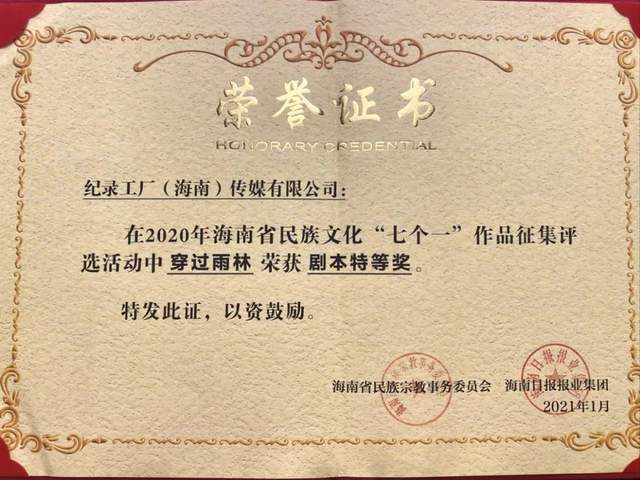 荣誉证书
HONORARY CREDENTIAL
纪录工厂（海南）传媒有限公司：
在2020年海南省民族文化“七个一”作品征集评
选活动中 穿过雨林 荣获 剧本特等奖。
特发此证，以资鼓励。
海南省民族宗教事务委员会 海南日报报业集团
2021年1月